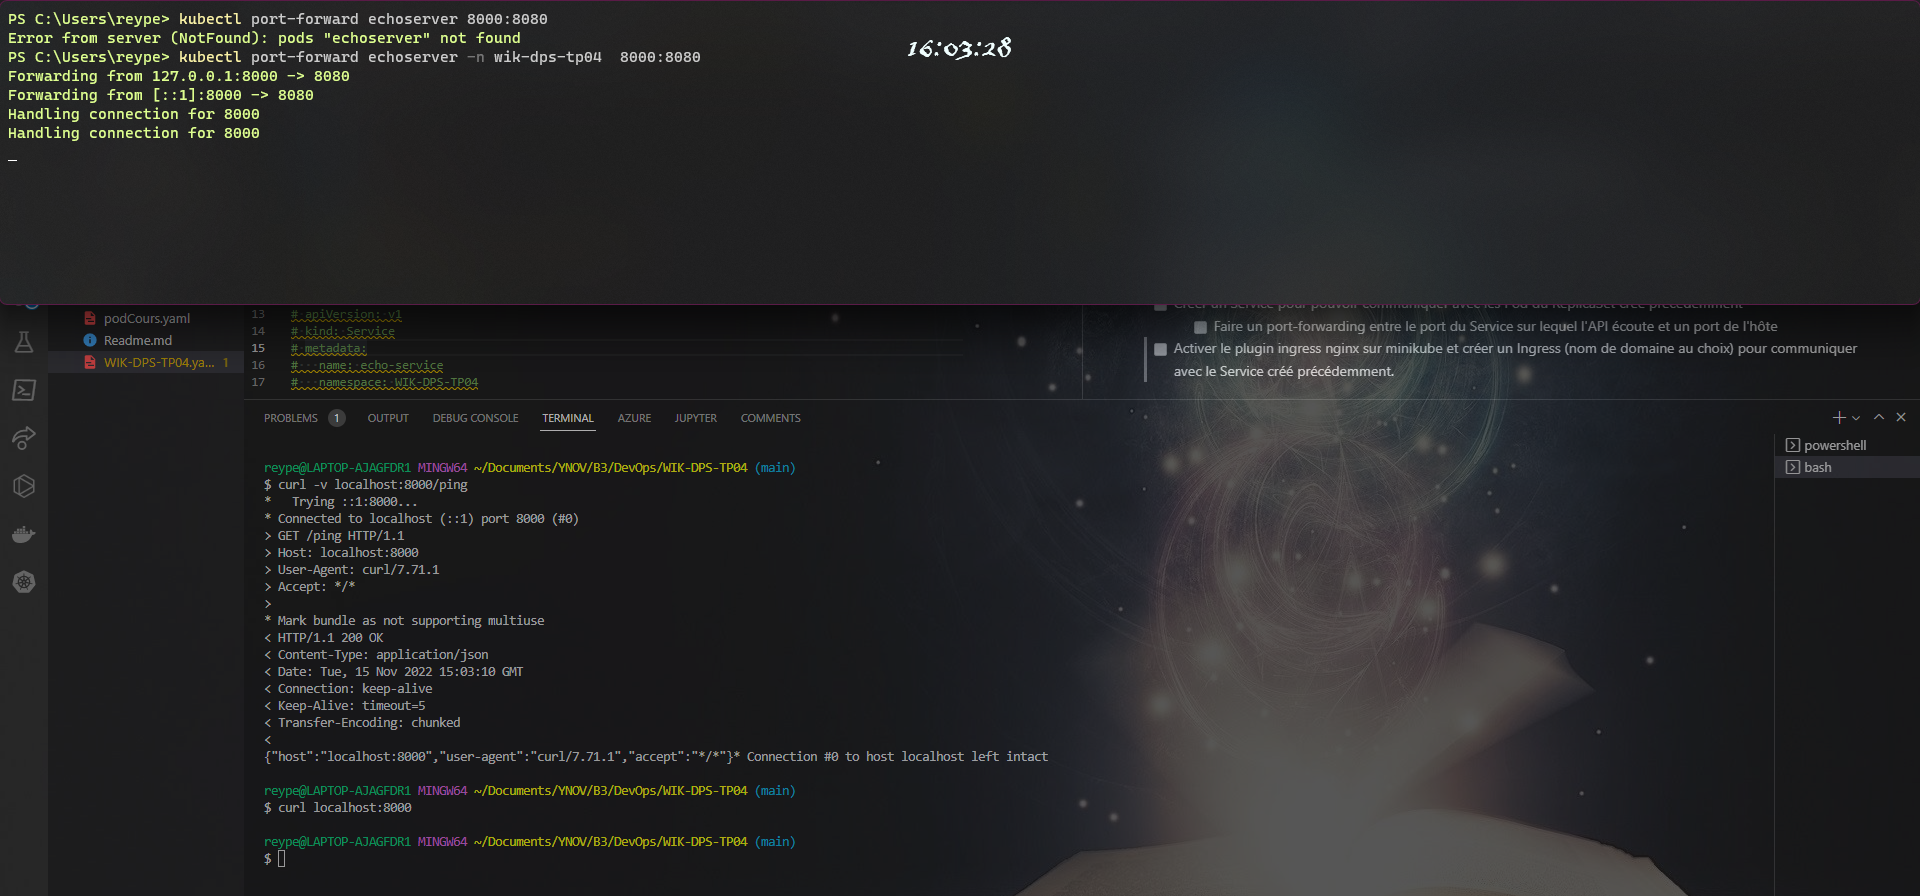 PS C:\Users\reype> kubectl port-forward echoserver 8000:8080
Error from server (NotFound): pods "echoserver" not found
PS C:\Users\reype> kubectl port-forward echoserver -n wik-dps-tp04  8000:8080
Forwarding from 127.0.0.1:8000 -> 8080
Forwarding from [::1]:8000 -> 8080
Handling connection for 8000
Handling connection for 8000
16:03:28
podCours.yaml
Readme.md
WIK-DPS-TP04.ya... 1
13 # apiVersion: v1
14 # kind: Service
15 # metadata:
16 #   name: echo-service
17 #   namespace: WIK-DPS-TP04
Créer un Service pour pouvoir communiquer avec les Pod du ReplicaSet créé précédemment
Faire un port-forwarding entre le port du Service sur lequel l'API écoute et un port de l'hôte
Activer le plugin ingress nginx sur minikube et créer un Ingress (nom de domaine au choix) pour communiquer
avec le Service créé précédemment.
PROBLEMS 1 OUTPUT DEBUG CONSOLE TERMINAL AZURE JUPYTER COMMENTS
powershell
bash
reype@LAPTOP-AJAGFDR1 MINGW64 ~/Documents/YNOV/B3/DevOps/WIK-DPS-TP04 (main)
$ curl -v localhost:8000/ping
*   Trying ::1:8000...
* Connected to localhost (::1) port 8000 (#0)
> GET /ping HTTP/1.1
> Host: localhost:8000
> User-Agent: curl/7.71.1
> Accept: */*
>
* Mark bundle as not supporting multiuse
< HTTP/1.1 200 OK
< Content-Type: application/json
< Date: Tue, 15 Nov 2022 15:03:10 GMT
< Connection: keep-alive
< Keep-Alive: timeout=5
< Transfer-Encoding: chunked
<
{"host":"localhost:8000","user-agent":"curl/7.71.1","accept":"*/*"}* Connection #0 to host localhost left intact
reype@LAPTOP-AJAGFDR1 MINGW64 ~/Documents/YNOV/B3/DevOps/WIK-DPS-TP04 (main)
$ curl localhost:8000
reype@LAPTOP-AJAGFDR1 MINGW64 ~/Documents/YNOV/B3/DevOps/WIK-DPS-TP04 (main)
$